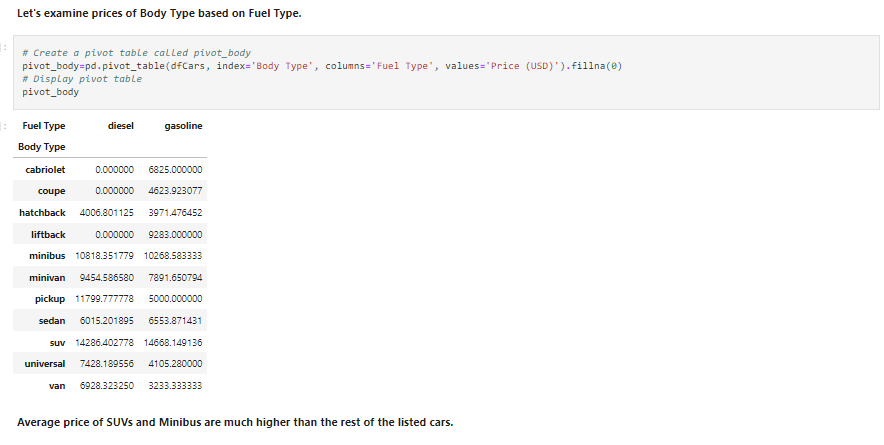 Let's examine prices of Body Type based on Fuel Type.
]:
# Create a pivot table called pivot_body
pivot_body=pd.pivot_table(dfCars, index='Body Type', columns='Fuel Type', values='Price (USD)').fillna(0)
# Display pivot table
pivot_body
]:
Fuel Type diesel gasoline
Body Type
cabriolet 0.000000 6825.000000
coupe 0.000000 4623.923077
hatchback 4006.801125 3971.476452
liftback 0.000000 9283.000000
minibus 10818.351779 10268.583333
minivan 9454.586580 7891.650794
pickup 11799.777778 5000.000000
sedan 6015.201895 6553.871431
suv 14286.402778 14668.149136
universal 7428.189556 4105.280000
van 6928.323250 3233.333333
Average price of SUVs and Minibus are much higher than the rest of the listed cars.